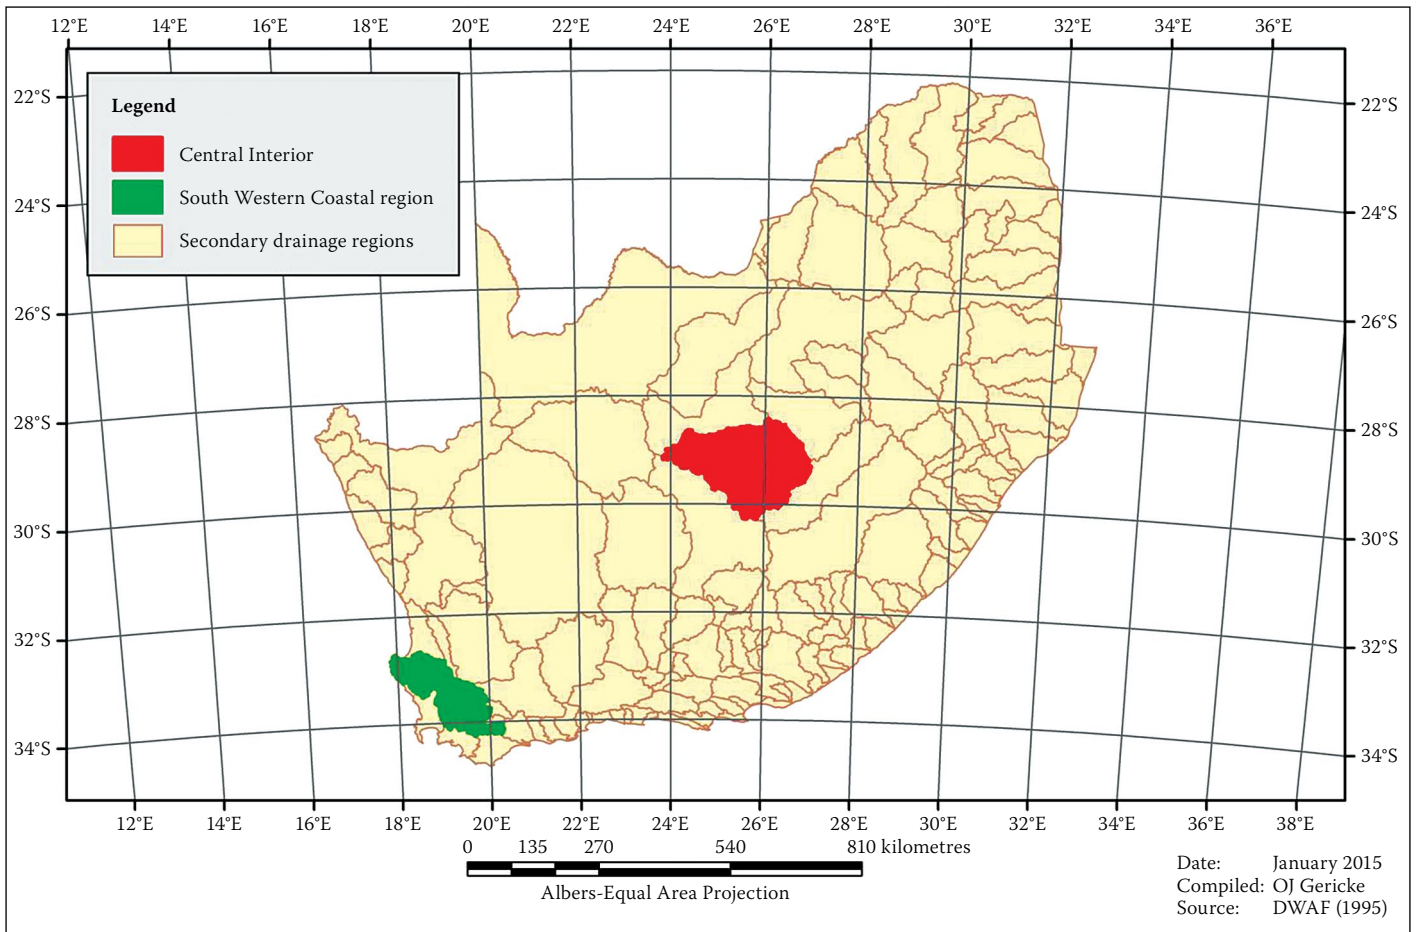 12°E 14°E 16°E 18°E 20°E 22°E 24°E 26°E 28°E 30°E 32°E 34°E 36°E
Legend
Central Interior
South Western Coastal region
Secondary drainage regions
22°S 22°S
24°S 24°S
26°S 26°S
28°S 28°S
30°S 30°S
32°S 32°S
34°S 34°S
12°E 14°E 16°E 18°E 20°E 22°E 24°E 26°E 28°E 30°E 32°E 34°E 36°E 38°E
0 135 270 540 810 kilometres
Albers-Equal Area Projection
Date: January 2015
Compiled: OJ Gericke
Source: DWAF (1995)